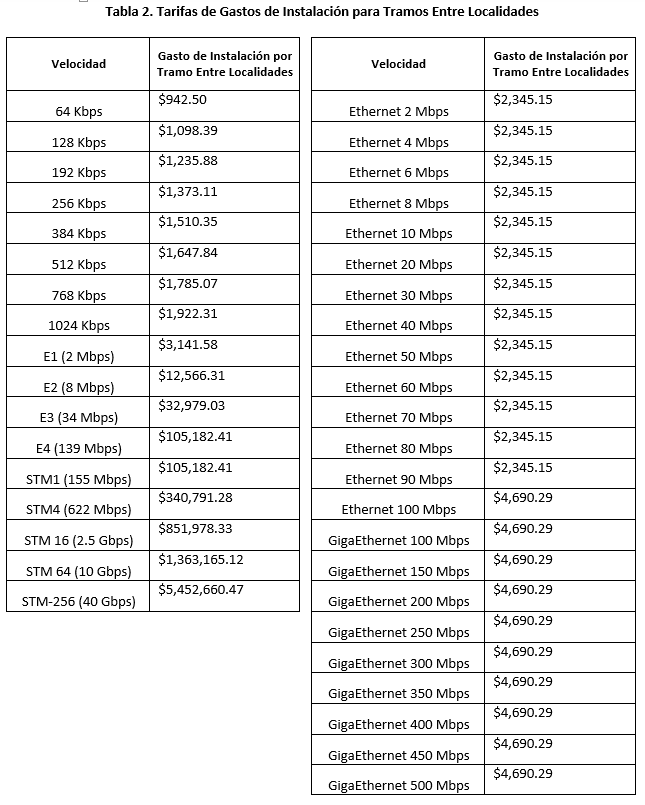 Tabla 2. Tarifas de Gastos de Instalación para Tramos Entre Localidades
Velocidad
Gasto de Instalación por
Tramo Entre Localidades
64 Kbps $942.50
128 Kbps $1,098.39
192 Kbps $1,235.88
256 Kbps $1,373.11
384 Kbps $1,510.35
512 Kbps $1,647.84
768 Kbps $1,785.07
1024 Kbps $1,922.31
E1 (2 Mbps) $3,141.58
E2 (8 Mbps) $12,566.31
E3 (34 Mbps) $32,979.03
E4 (139 Mbps) $105,182.41
STM1 (155 Mbps) $105,182.41
STM4 (622 Mbps) $340,791.28
STM 16 (2.5 Gbps) $851,978.33
STM 64 (10 Gbps) $1,363,165.12
STM-256 (40 Gbps) $5,452,660.47
Velocidad
Gasto de Instalación por
Tramo Entre Localidades
Ethernet 2 Mbps $2,345.15
Ethernet 4 Mbps $2,345.15
Ethernet 6 Mbps $2,345.15
Ethernet 8 Mbps $2,345.15
Ethernet 10 Mbps $2,345.15
Ethernet 20 Mbps $2,345.15
Ethernet 30 Mbps $2,345.15
Ethernet 40 Mbps $2,345.15
Ethernet 50 Mbps $2,345.15
Ethernet 60 Mbps $2,345.15
Ethernet 70 Mbps $2,345.15
Ethernet 80 Mbps $2,345.15
Ethernet 90 Mbps $2,345.15
Ethernet 100 Mbps $4,690.29
GigaEthernet 100 Mbps $4,690.29
GigaEthernet 150 Mbps $4,690.29
GigaEthernet 200 Mbps $4,690.29
GigaEthernet 250 Mbps $4,690.29
GigaEthernet 300 Mbps $4,690.29
GigaEthernet 350 Mbps $4,690.29
GigaEthernet 400 Mbps $4,690.29
GigaEthernet 450 Mbps $4,690.29
GigaEthernet 500 Mbps $4,690.29